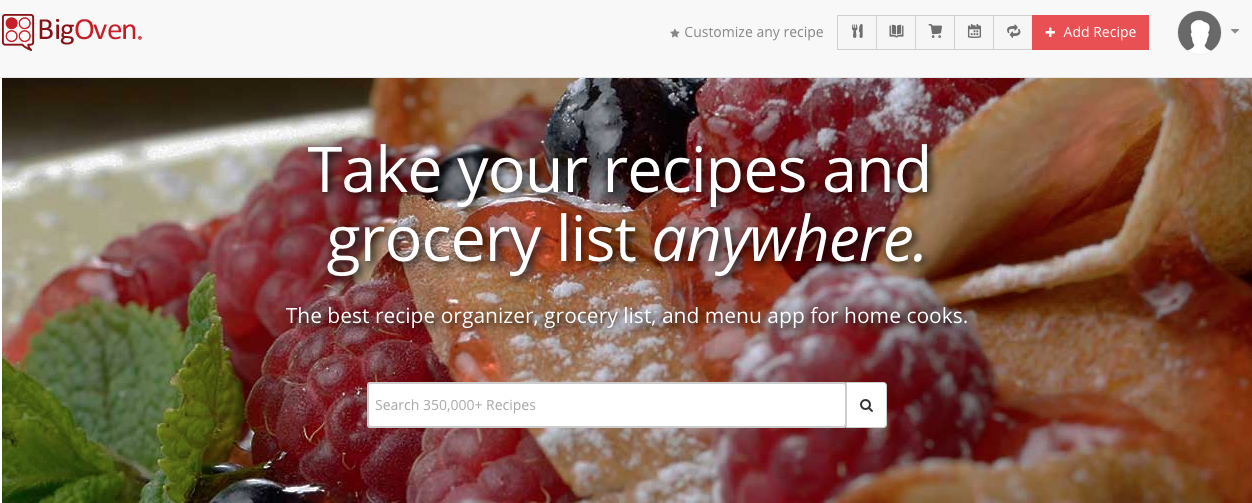 BigOven.
Customize any recipe
Add Recipe
Take your recipes and
grocery list anywhere.
The best recipe organizer, grocery list, and menu app for home cooks.
Search 350,000+ Recipes